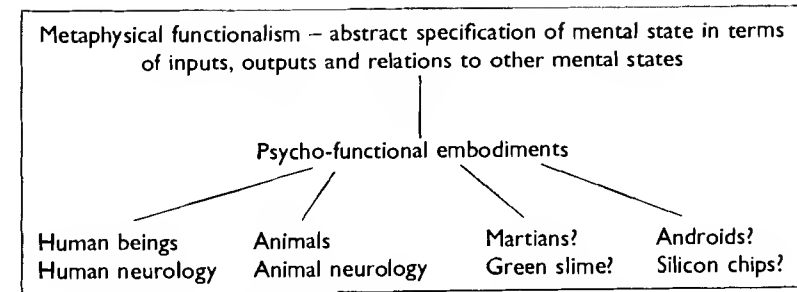 Metaphysical functionalism – abstract specification of mental state in terms
of inputs, outputs and relations to other mental states
Psycho-functional embodiments
Human beings Animals Martians? Androids?
Human neurology Animal neurology Green slime? Silicon chips?